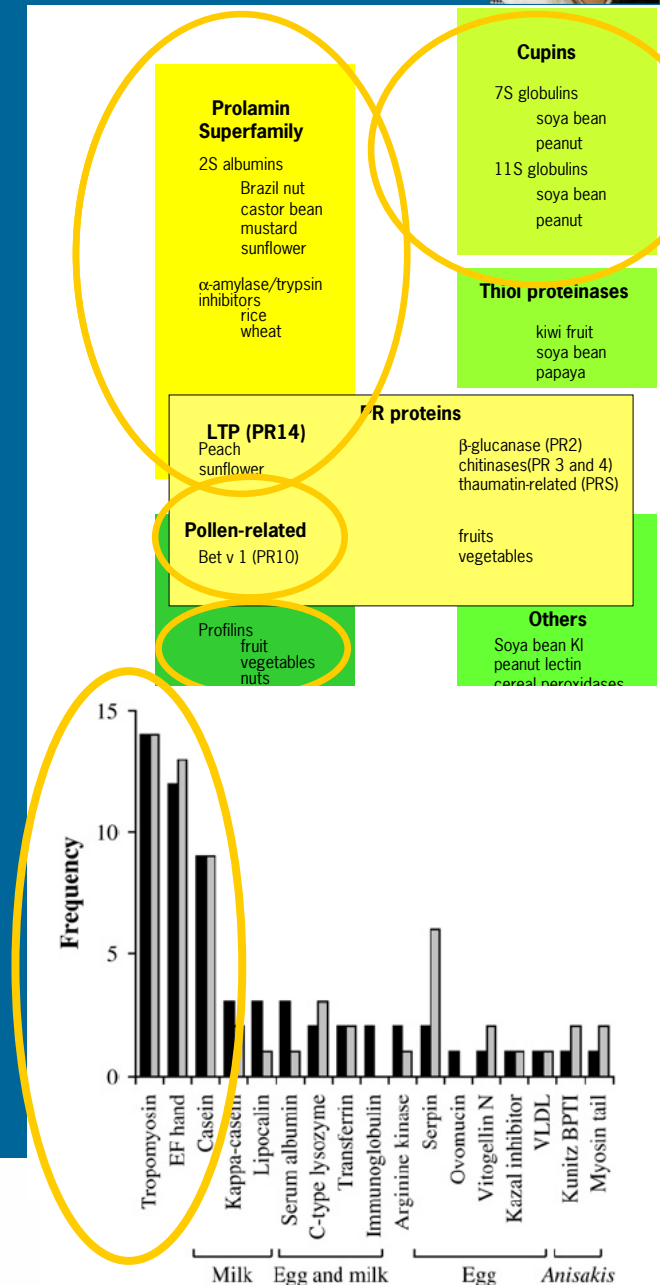 Prolamin
Superfamily
2S albumins
Brazil nut
castor bean
mustard
sunflower
α-amylase/trypsin
inhibitors
rice
wheat
Cupins
7S globulins
soya bean
peanut
11S globulins
soya bean
peanut
Thiol proteinases
kiwi fruit
soya bean
papaya
PR proteins
LTP (PR14)
Peach
sunflower
β-glucanase (PR2)
chitinases(PR 3 and 4)
thaumatin-related (PRS)
Pollen-related
Bet v 1 (PR10)
fruits
vegetables
Profilins
fruit
vegetables
nuts
Others
Soya bean KI
peanut lectin
cereal peroxidases
15
10
5
0
Frequency
Tropomyosin
EF hand
Casein
Kappa-casein
Lipocalin
Serum albumin
C-type lysozyme
Transferrin
Immunoglobulin
Arginine kinase
Serpin
Ovomucin
Vitogellin N
Kazal inhibitor
VLDL
Kunitz BPTI
Myosin tail
Milk
Egg and milk
Egg
Anisakis